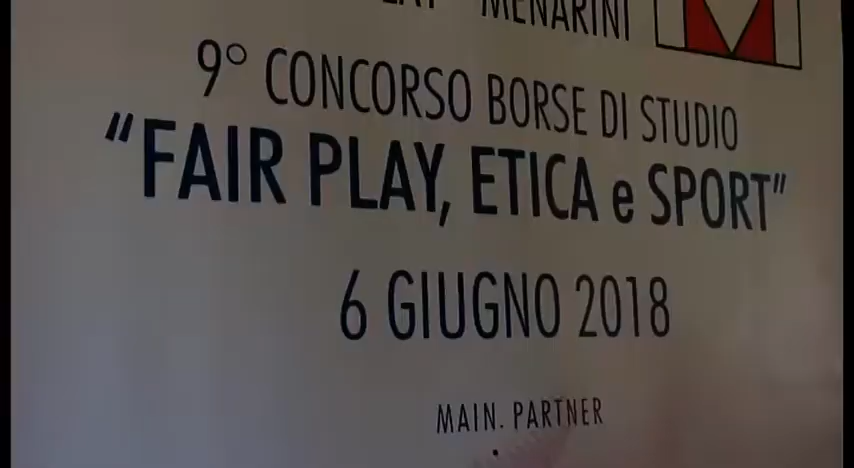 MENARINI
9° CONCORSO BORSE DI STUDIO
"FAIR PLAY, ETICA e SPORT"
6 GIUGNO 2018
MAIN. PARTNER